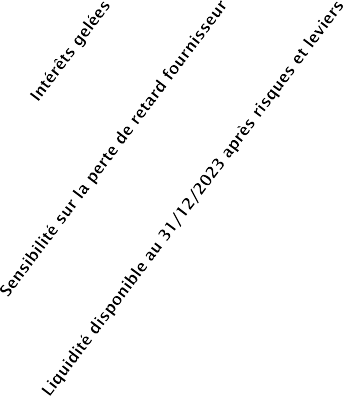 Intérêts gelées
Sensibilité sur la perte de retard fournisseur
Liquidité disponible au 31/12/2023 après risques et leviers